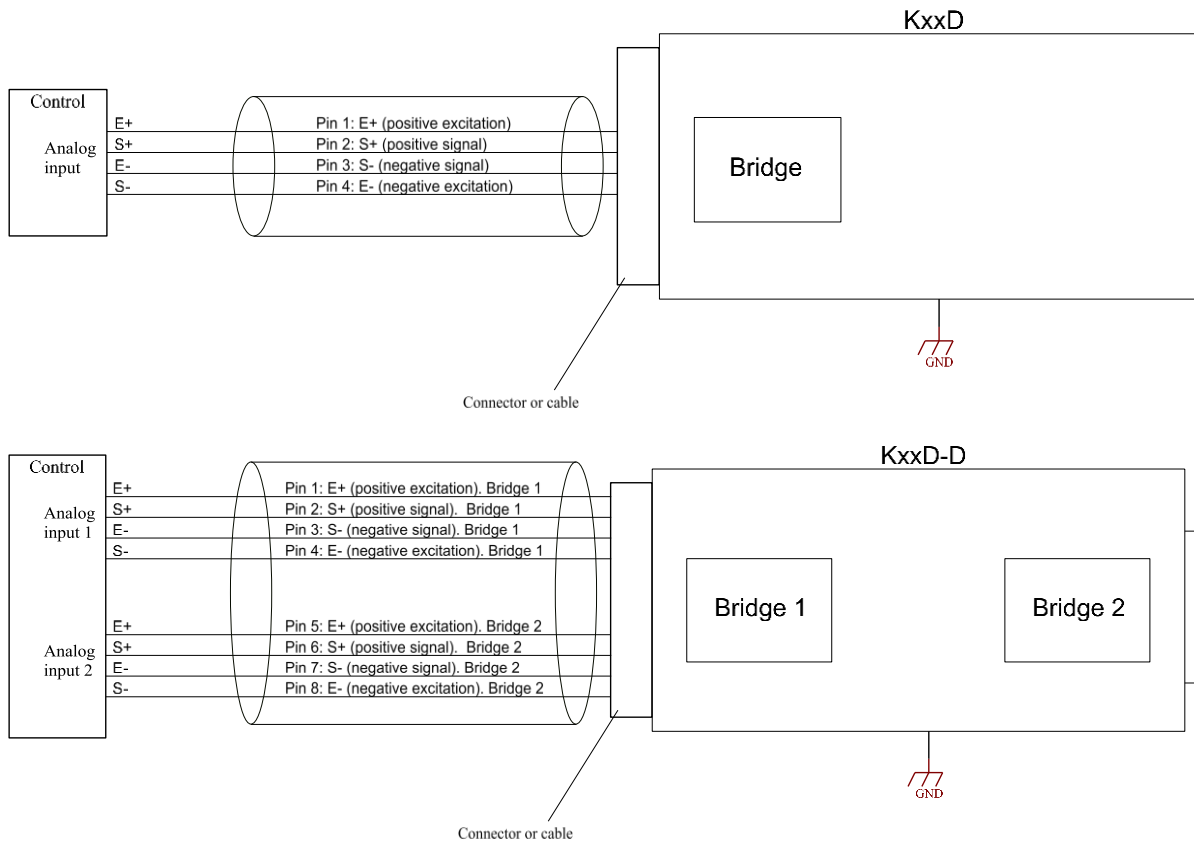 KxxD
Control
Analog
input
E+
S+
E-
S-
Pin 1: E+ (positive excitation)
Pin 2: S+ (positive signal)
Pin 3: S- (negative signal)
Pin 4: E- (negative excitation)
Bridge
GND
Connector or cable
KxxD-D
Control
Analog
input 1
E+
S+
E-
S-
Pin 1: E+ (positive excitation). Bridge 1
Pin 2: S+ (positive signal). Bridge 1
Pin 3: S- (negative signal). Bridge 1
Pin 4: E- (negative excitation). Bridge 1
Analog
input 2
E+
S+
E-
S-
Pin 5: E+ (positive excitation). Bridge 2
Pin 6: S+ (positive signal). Bridge 2
Pin 7: S- (negative signal). Bridge 2
Pin 8: E- (negative excitation). Bridge 2
Bridge 1
Bridge 2
GND
Connector or cable